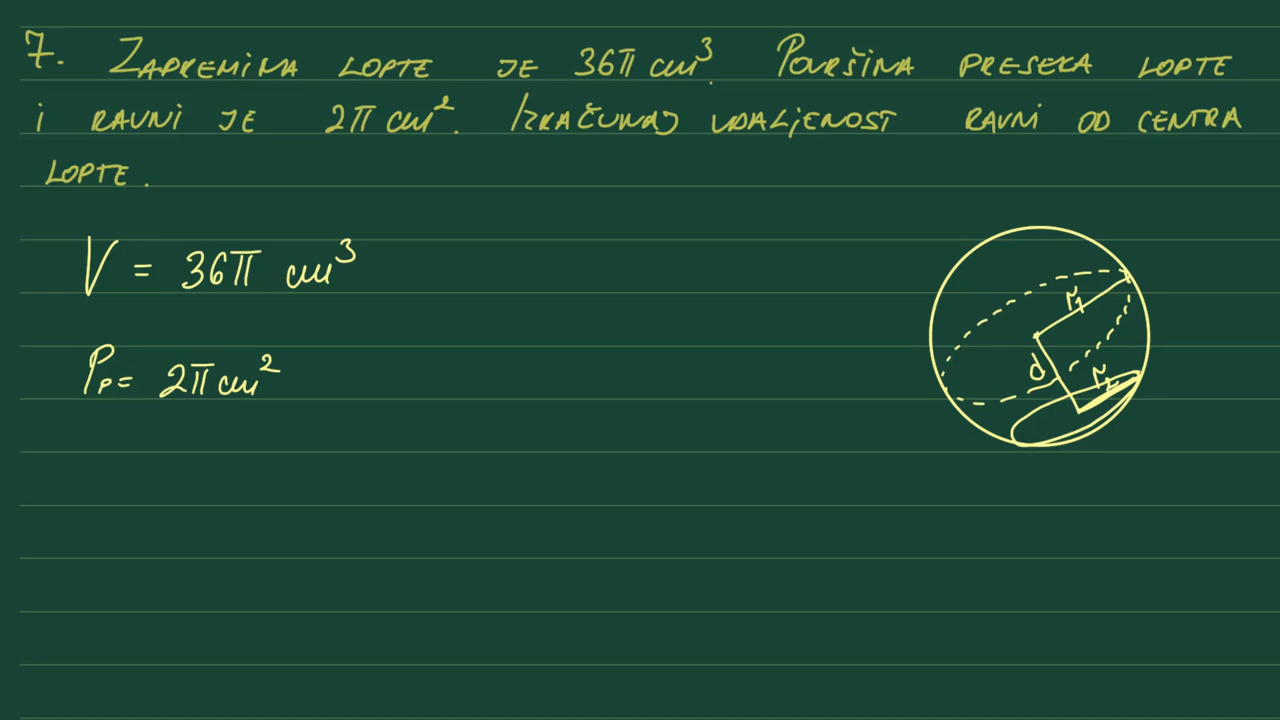 7. ZAPREMINA LOPTE JE 36π cm³. POVRŠINA PRESEKA LOPTE
I RAVNI JE 2π cm². IZRAČUNAJ UDALJENOST RAVNI OD CENTRA
LOPTE.
V = 36π cm³
Pₚ = 2π cm²
r₁
d
r₂